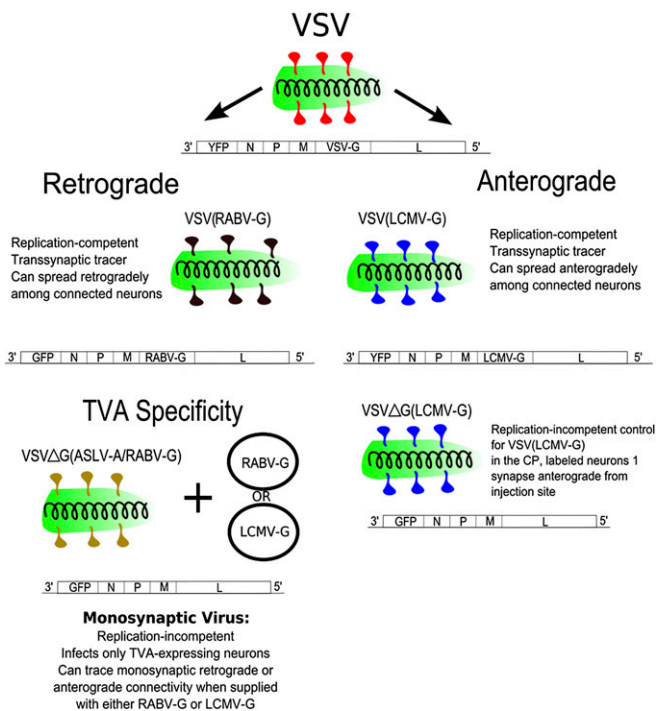 VSV
3' YFP N P M VSV-G L 5'
Retrograde
VSV(RABV-G)
Replication-competent
Transsynaptic tracer
Can spread retrogradely
among connected neurons
3' GFP N P M RABV-G L 5'
Anterograde
VSV(LCMV-G)
Replication-competent
Transsynaptic tracer
Can spread anterogradely
among connected neurons
3' YFP N P M LCMV-G L 5'
TVA Specificity
VSV△G(ASLV-A/RABV-G)
+
RABV-G
OR
LCMV-G
3' GFP N P M L 5'
Monosynaptic Virus:
Replication-incompetent
Infects only TVA-expressing neurons
Can trace monosynaptic retrograde or
anterograde connectivity when supplied
with either RABV-G or LCMV-G
VSV△G(LCMV-G)
Replication-incompetent control
for VSV(LCMV-G)
in the CP, labeled neurons 1
synapse anterograde from
injection site
3' GFP N P M L 5'